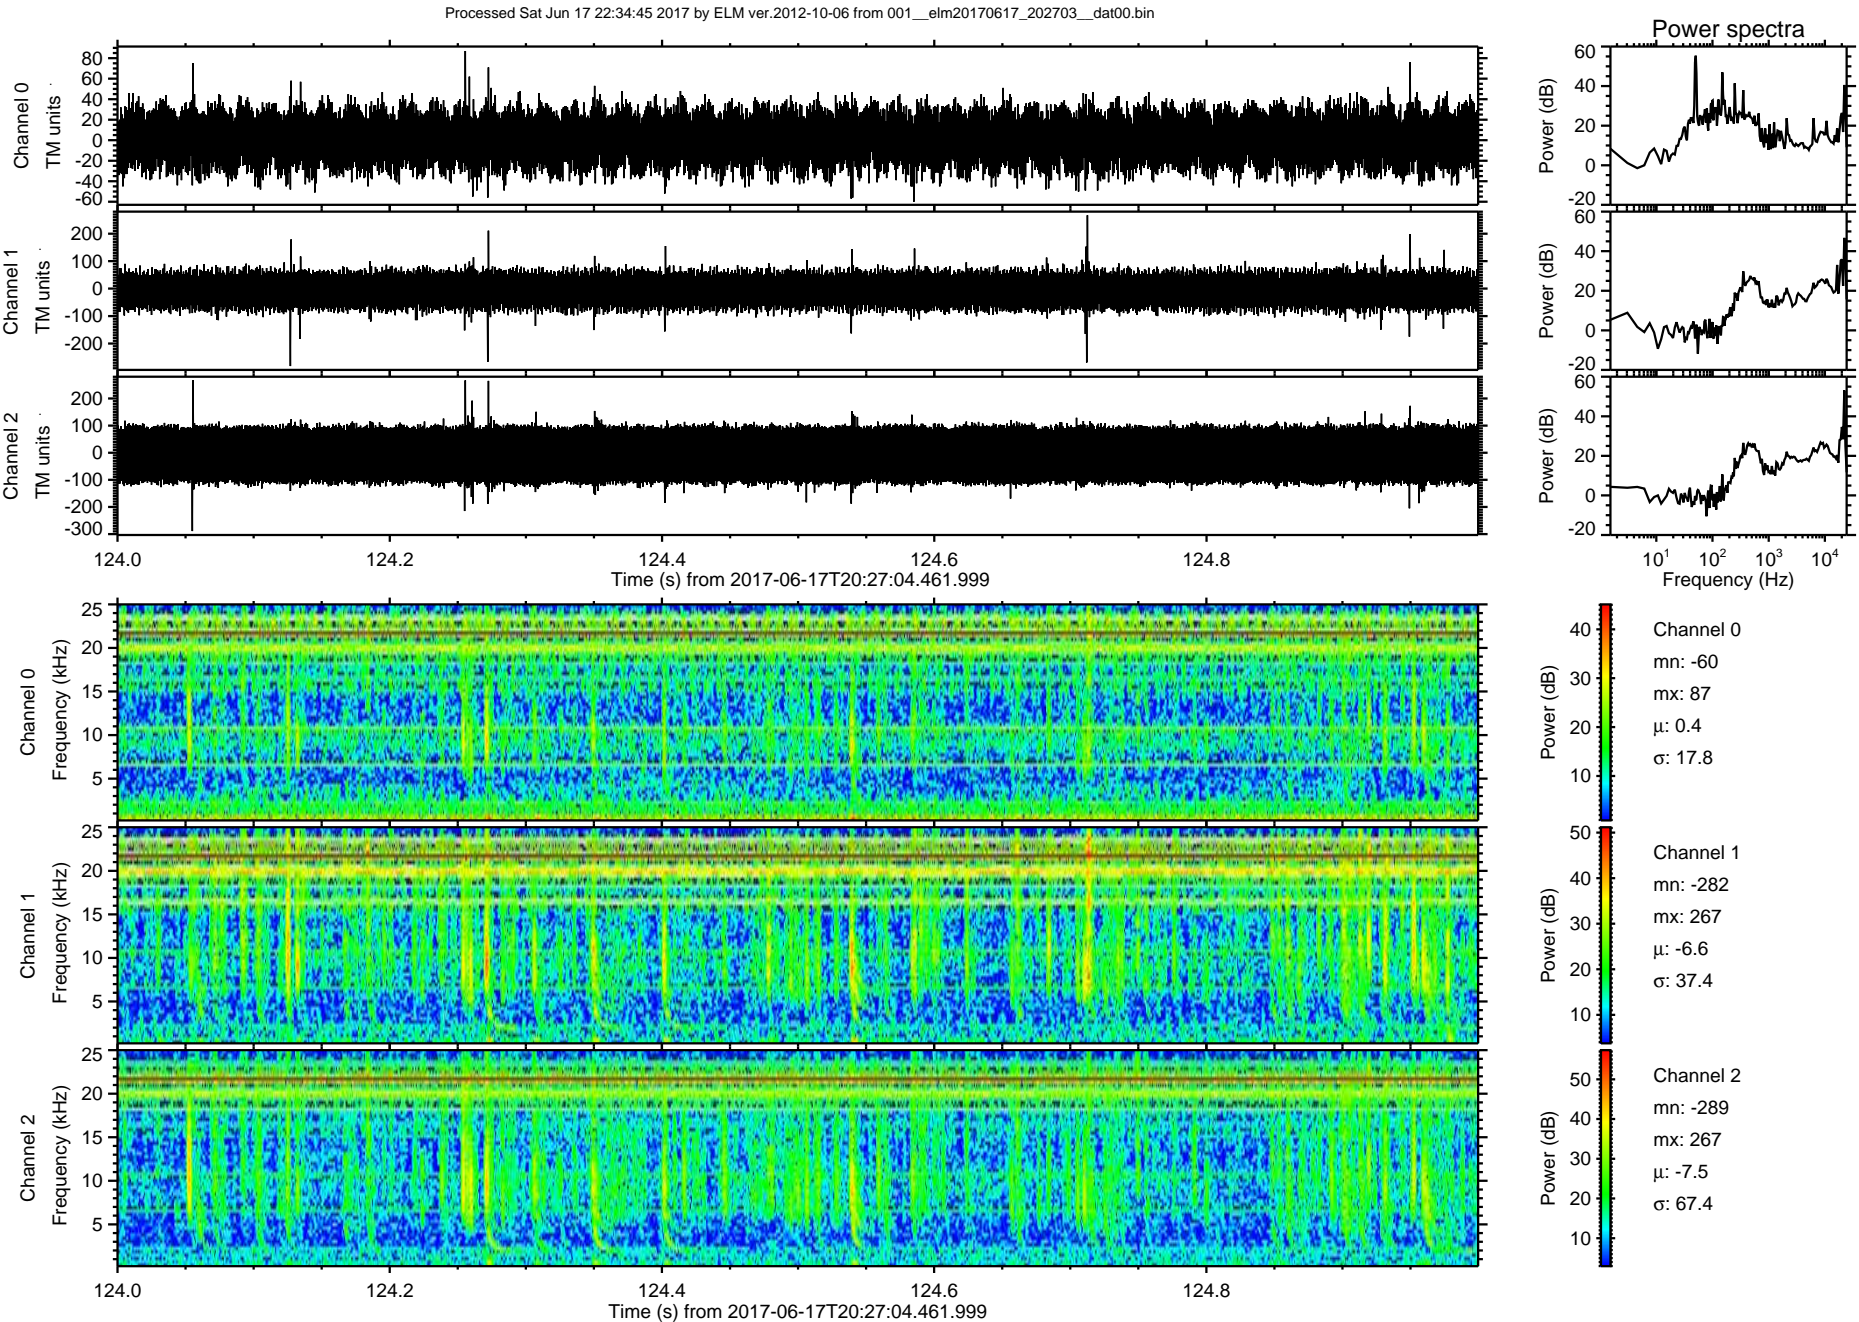 Processed Sat Jun 17 22:34:45 2017 by ELM ver.2012-10-06 from 001__elm20170617_202703__dat00.bin
Power spectra
Channel 0
TM units
80
60
40
20
0
-20
-40
-60
Power (dB)
60
40
20
0
-20
Channel 1
TM units
200
100
0
-100
-200
Power (dB)
60
40
20
0
-20
Channel 2
TM units
200
100
0
-100
-200
-300
Power (dB)
60
40
20
0
-20
124.0 124.2 124.4 124.6 124.8
Time (s) from 2017-06-17T20:27:04.461.999
10^1 10^2 10^3 10^4
Frequency (Hz)
Channel 0
Frequency (kHz)
25
20
15
10
5
Power (dB)
40
30
20
10
Channel 0
mn: -60
mx: 87
μ: 0.4
σ: 17.8
Channel 1
Frequency (kHz)
25
20
15
10
5
Power (dB)
50
40
30
20
10
Channel 1
mn: -282
mx: 267
μ: -6.6
σ: 37.4
Channel 2
Frequency (kHz)
25
20
15
10
5
Power (dB)
50
40
30
20
10
Channel 2
mn: -289
mx: 267
μ: -7.5
σ: 67.4
124.0 124.2 124.4 124.6 124.8
Time (s) from 2017-06-17T20:27:04.461.999